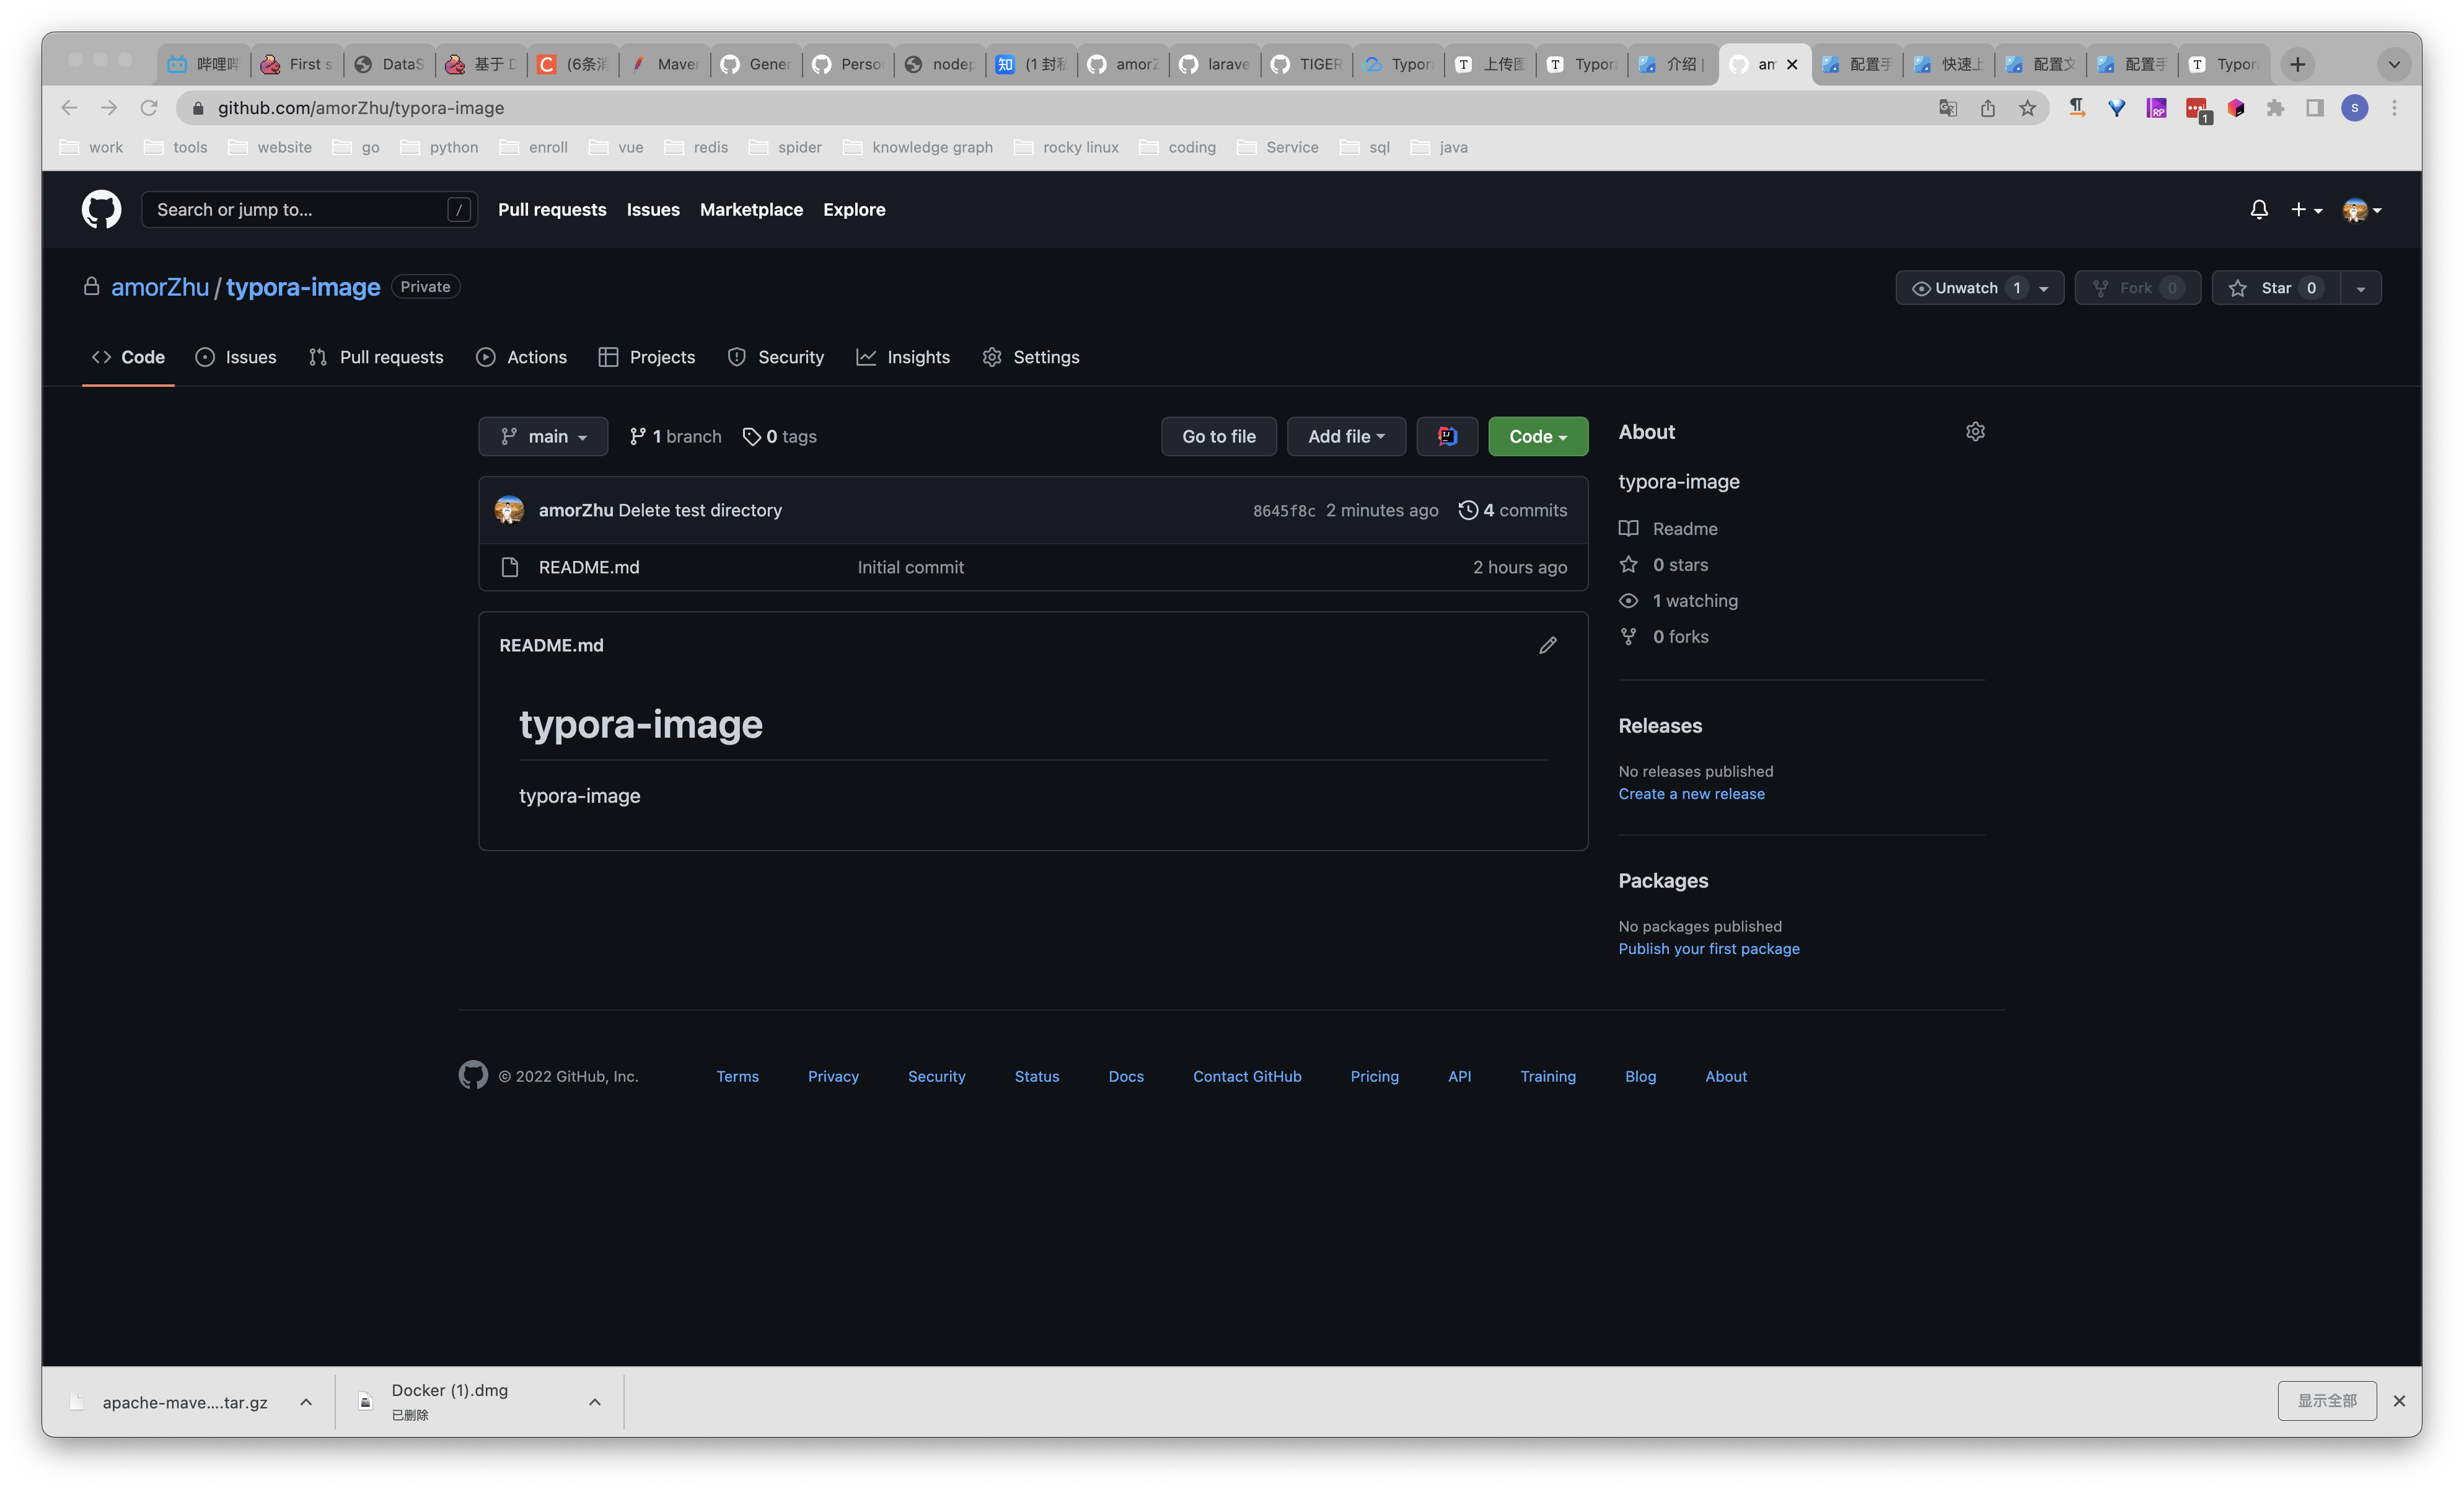 哔哩哔 First s DataS 基于 D (6条消 Maven Gener Perso nodep (1 封私 amorZ larave TIGER Typor 上传图 Typora 介绍 | am 配置手 快速上 配置文 配置手 Typora
github.com/amorZhu/typora-image
work tools website go python enroll vue redis spider knowledge graph rocky linux coding Service sql java
Search or jump to... / Pull requests Issues Marketplace Explore
amorZhu / typora-image Private Unwatch 1 Fork 0 Star 0
Code Issues Pull requests Actions Projects Security Insights Settings
main 1 branch 0 tags Go to file Add file Code
amorZhu Delete test directory 8645f8c 2 minutes ago 4 commits
README.md Initial commit 2 hours ago
README.md
typora-image
typora-image
About
typora-image
Readme
0 stars
1 watching
0 forks
Releases
No releases published
Create a new release
Packages
No packages published
Publish your first package
© 2022 GitHub, Inc. Terms Privacy Security Status Docs Contact GitHub Pricing API Training Blog About
apache-mave....tar.gz
Docker (1).dmg
已删除
显示全部